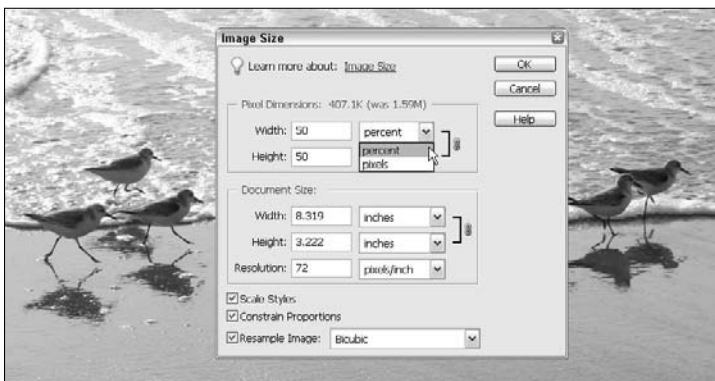 Image Size
Learn more about: Image Size
OK
Cancel
Help
Pixel Dimensions: 407.1K (was 1.59M)
Width: 50 percent
percent
pixels
Height: 50
Document Size:
Width: 8.319 inches
Height: 3.222 inches
Resolution: 72 pixels/inch
Scale Styles
Constrain Proportions
Resample Image: Bicubic